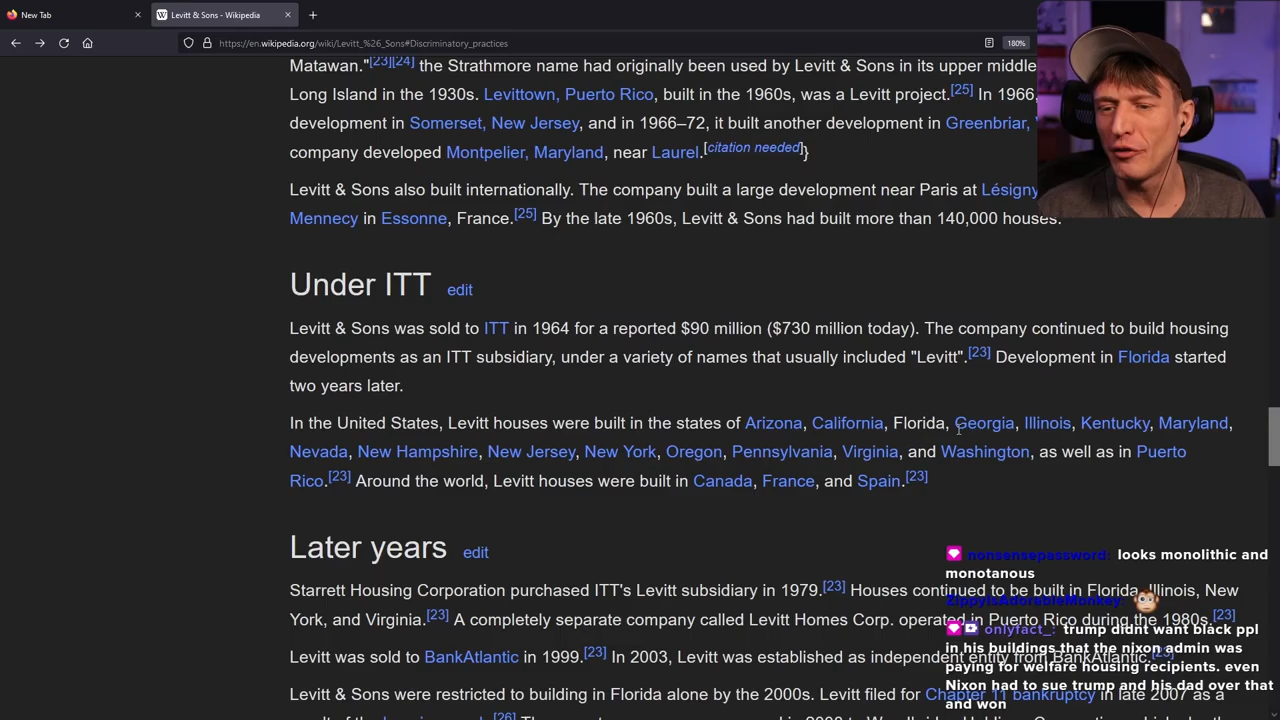 New Tab
Levitt & Sons - Wikipedia
https://en.wikipedia.org/wiki/Levitt_%26_Sons#Discriminatory_practices
180%
Matawan."[23][24] the Strathmore name had originally been used by Levitt & Sons in its upper middle
Long Island in the 1930s. Levittown, Puerto Rico, built in the 1960s, was a Levitt project.[25] In 1966,
development in Somerset, New Jersey, and in 1966–72, it built another development in Greenbriar,
company developed Montpelier, Maryland, near Laurel.[citation needed]}
Levitt & Sons also built internationally. The company built a large development near Paris at Lésigny
Mennecy in Essonne, France.[25] By the late 1960s, Levitt & Sons had built more than 140,000 houses.
Under ITT edit
Levitt & Sons was sold to ITT in 1964 for a reported $90 million ($730 million today). The company continued to build housing
developments as an ITT subsidiary, under a variety of names that usually included "Levitt".[23] Development in Florida started
two years later.
In the United States, Levitt houses were built in the states of Arizona, California, Florida, Georgia, Illinois, Kentucky, Maryland,
Nevada, New Hampshire, New Jersey, New York, Oregon, Pennsylvania, Virginia, and Washington, as well as in Puerto
Rico.[23] Around the world, Levitt houses were built in Canada, France, and Spain.[23]
Later years edit
Starrett Housing Corporation purchased ITT's Levitt subsidiary in 1979.[23] Houses continued to be built in Florida, Illinois, New
York, and Virginia.[23] A completely separate company called Levitt Homes Corp. operated in Puerto Rico during the 1980s.[23]
Levitt was sold to BankAtlantic in 1999.[23] In 2003, Levitt was established as independent entity from BankAtlantic.[23]
Levitt & Sons were restricted to building in Florida alone by the 2000s. Levitt filed for Chapter 11 bankruptcy in late 2007 as a
nonsensepassword: looks monolithic and
monotanous
ZippyIsAdorableMonkey:
onlyfact_: trump didnt want black ppl
in his buildings that the nixon admin was
paying for welfare housing recipients. even
Nixon had to sue trump and his dad over that
and won